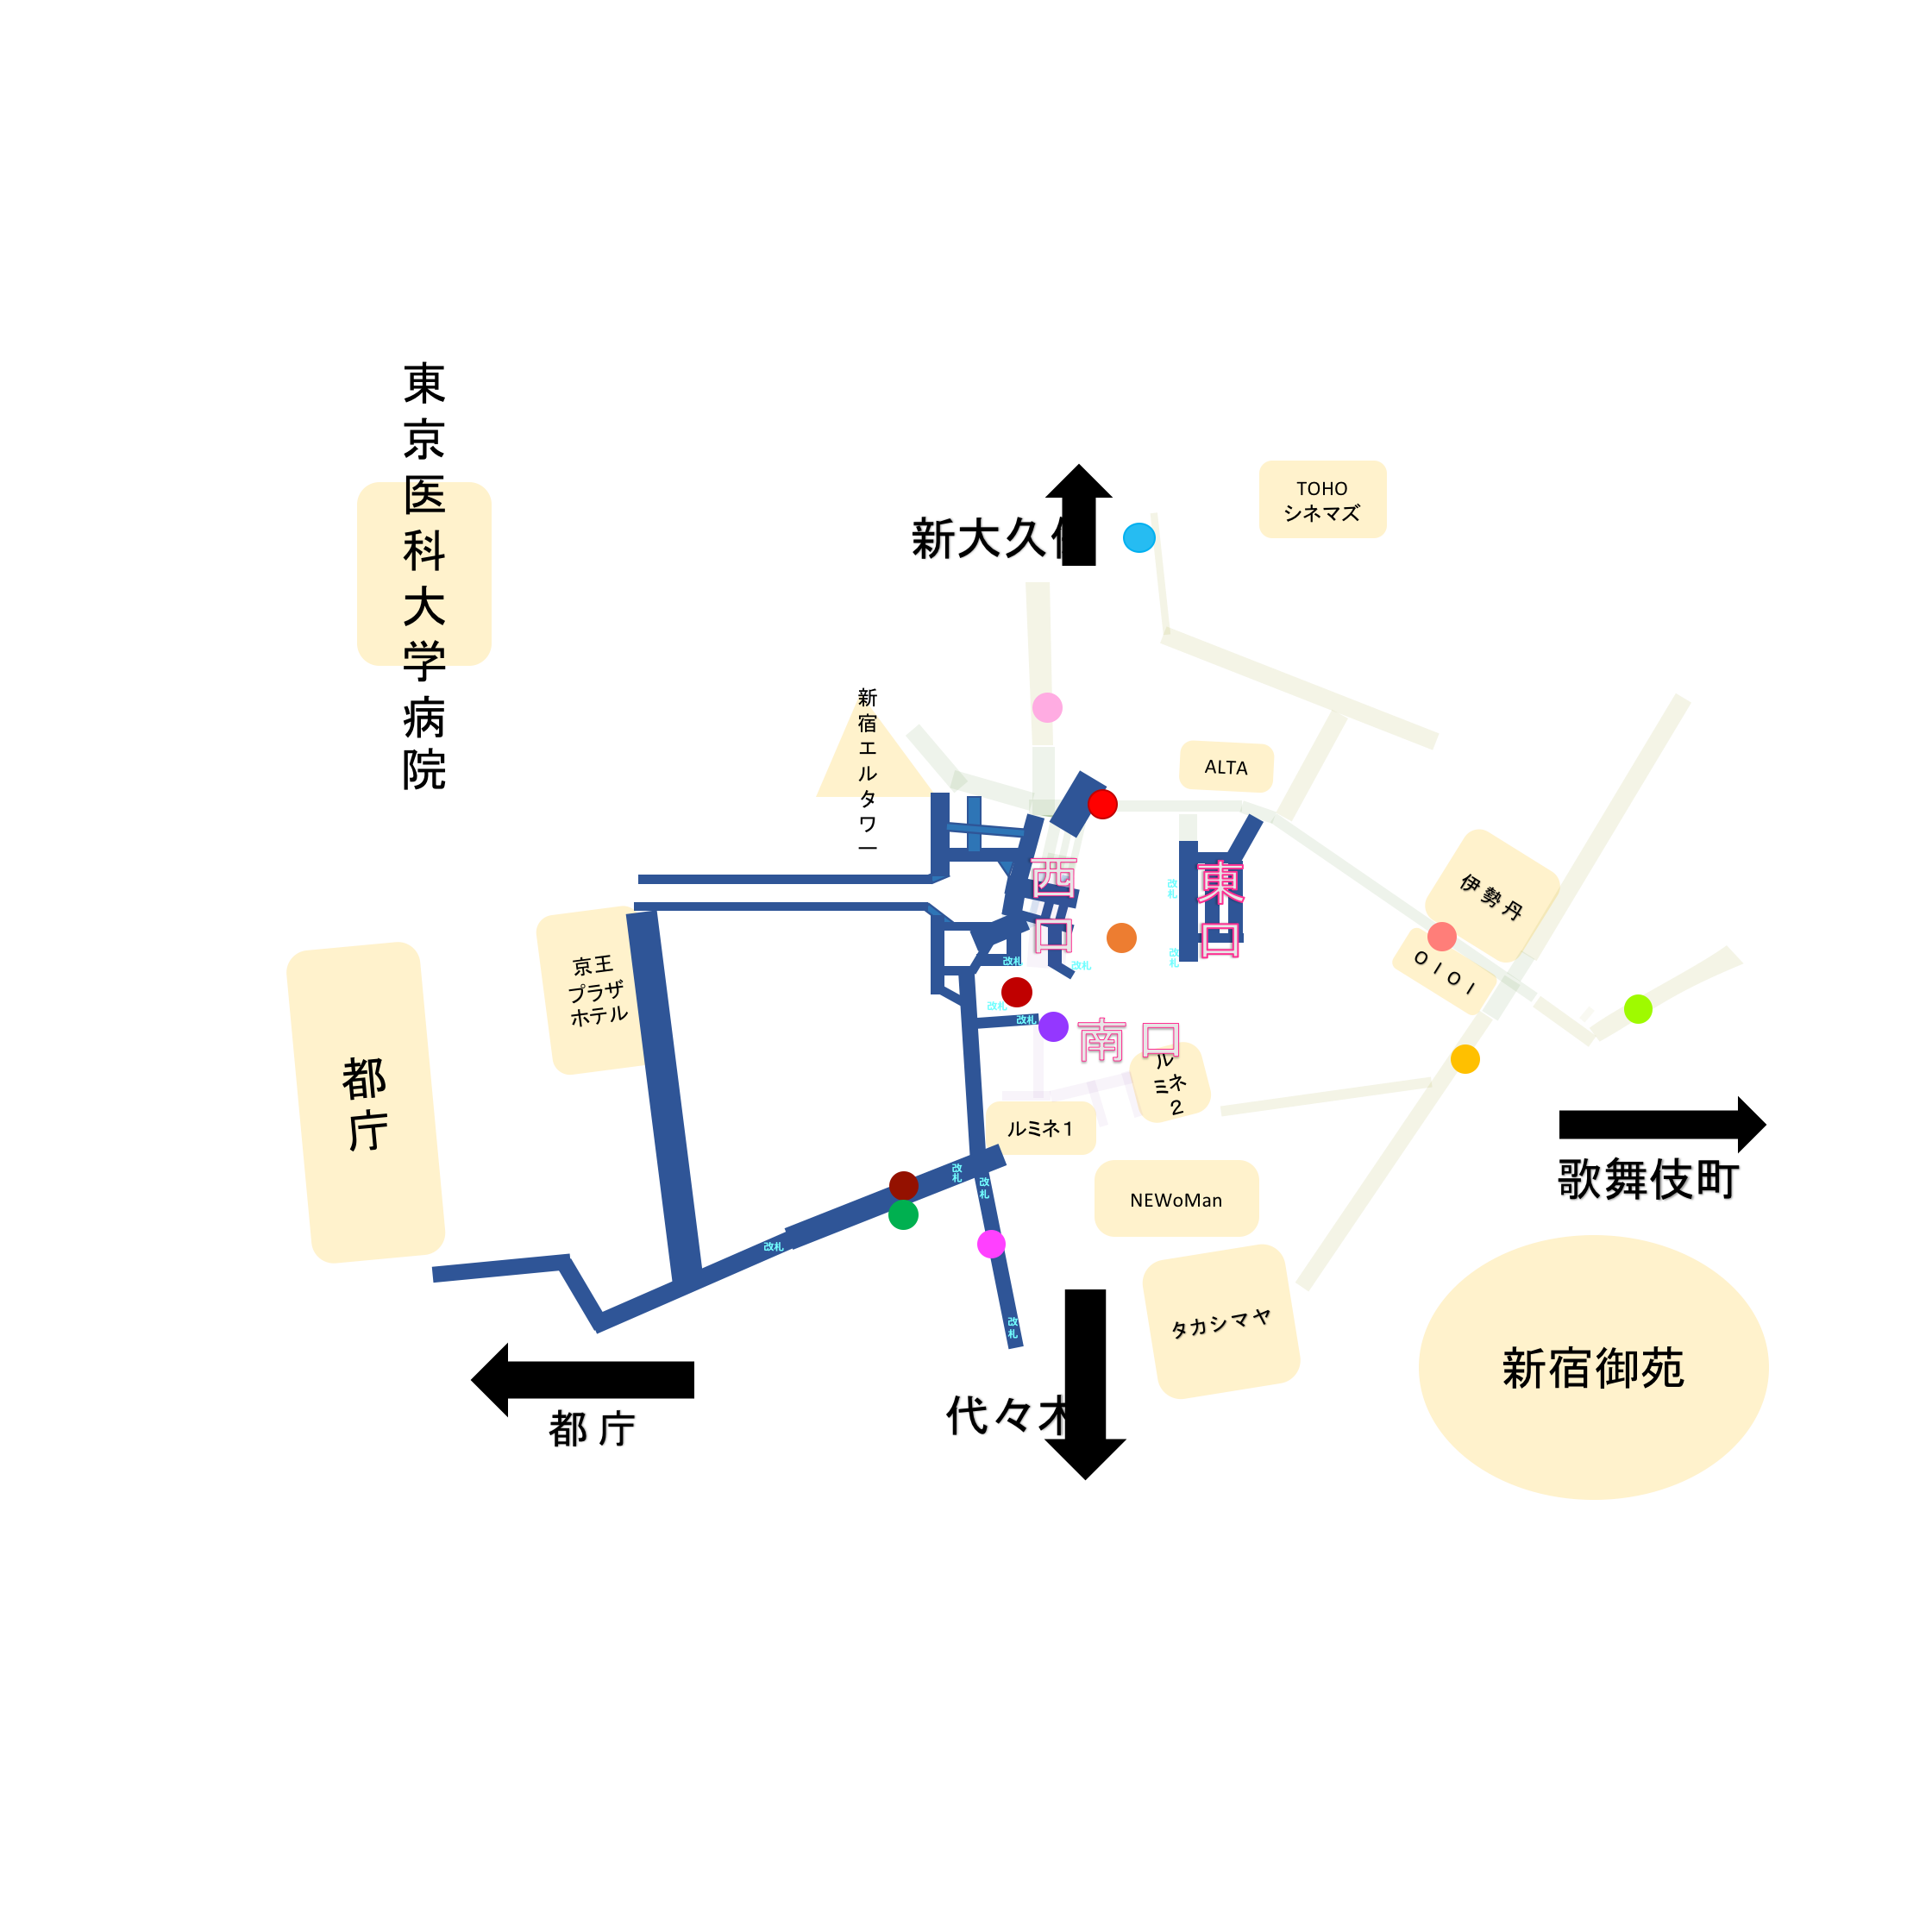 東京医科大学病院
TOHO
シネマズ
新大久
新宿エルタワー
ALTA
西口
東口
改札
伊勢丹
OIOI
改札
改札
改札
京王
プラザ
ホテル
改札
改札
南口
都庁
ルミネ2
ルミネ1
改札
改札
NEWoMan
歌舞伎町
改札
タカシマヤ
改札
新宿御苑
都庁
代々木